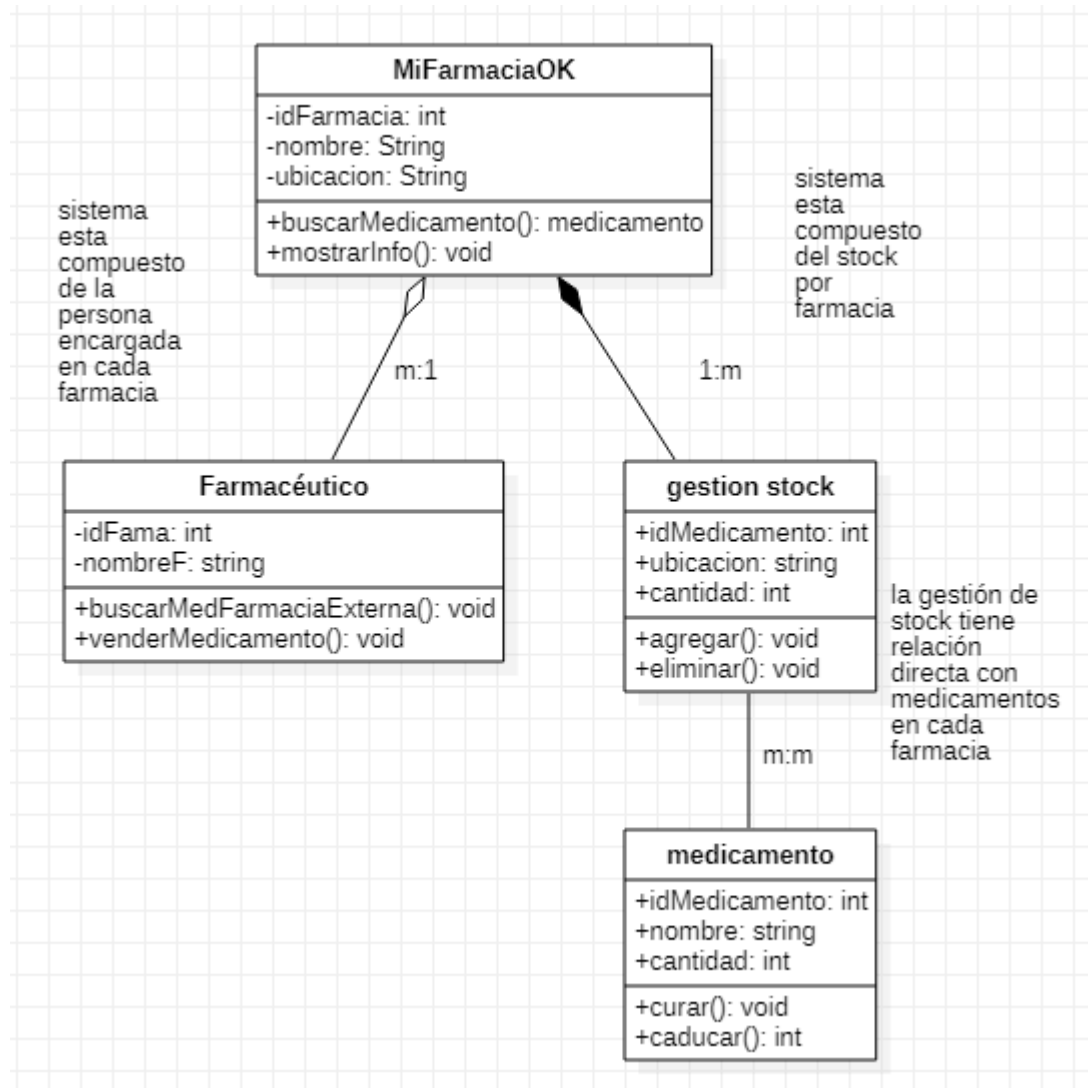 MiFarmaciaOK
-idFarmacia: int
-nombre: String
-ubicacion: String
+buscarMedicamento(): medicamento
+mostrarInfo(): void
sistema
esta
compuesto
de la
persona
encargada
en cada
farmacia
sistema
esta
compuesto
del stock
por
farmacia
m:1
1:m
Farmacéutico
-idFama: int
-nombreF: string
+buscarMedFarmaciaExterna(): void
+venderMedicamento(): void
gestion stock
+idMedicamento: int
+ubicacion: string
+cantidad: int
+agregar(): void
+eliminar(): void
la gestión de
stock tiene
relación
directa con
medicamentos
en cada
farmacia
m:m
medicamento
+idMedicamento: int
+nombre: string
+cantidad: int
+curar(): void
+caducar(): int